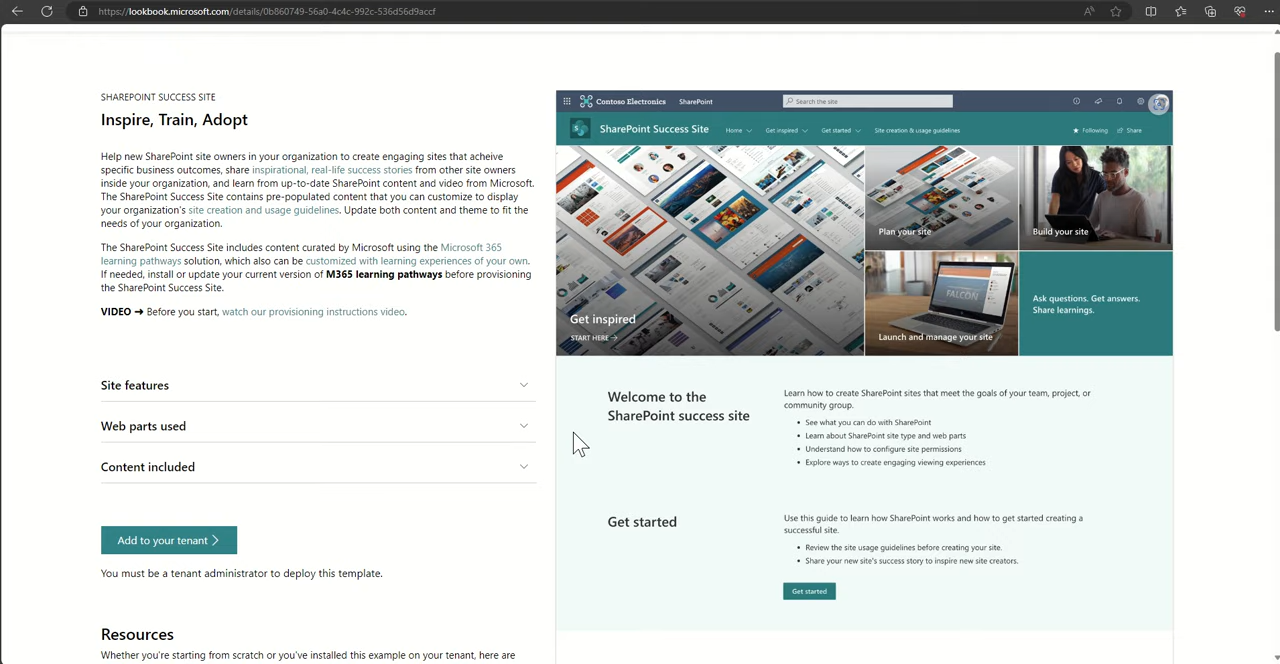 https://lookbook.microsoft.com/details/0b860749-56a0-4c4c-992c-536d56d9accf
SHAREPOINT SUCCESS SITE
Inspire, Train, Adopt
Help new SharePoint site owners in your organization to create engaging sites that acheive
specific business outcomes, share inspirational, real-life success stories from other site owners
inside your organization, and learn from up-to-date SharePoint content and video from Microsoft.
The SharePoint Success Site contains pre-populated content that you can customize to display
your organization's site creation and usage guidelines. Update both content and theme to fit the
needs of your organization.
The SharePoint Success Site includes content curated by Microsoft using the Microsoft 365
learning pathways solution, which also can be customized with learning experiences of your own.
If needed, install or update your current version of M365 learning pathways before provisioning
the SharePoint Success Site.
VIDEO ➞ Before you start, watch our provisioning instructions video.
Site features
Web parts used
Content included
Add to your tenant
You must be a tenant administrator to deploy this template.
Resources
Whether you're starting from scratch or you've installed this example on your tenant, here are
Contoso Electronics SharePoint Search the site
SharePoint Success Site Home Get inspired Get started Site creation & usage guidelines Following Share
Get inspired
START HERE →
Plan your site
Build your site
FALCON
Launch and manage your site
Ask questions. Get answers.
Share learnings.
Welcome to the
SharePoint success site
Learn how to create SharePoint sites that meet the goals of your team, project, or
community group.
• See what you can do with SharePoint
• Learn about SharePoint site type and web parts
• Understand how to configure site permissions
• Explore ways to create engaging viewing experiences
Get started
Use this guide to learn how SharePoint works and how to get started creating a
successful site.
• Review the site usage guidelines before creating your site.
• Share your new site's success story to inspire new site creators.
Get started